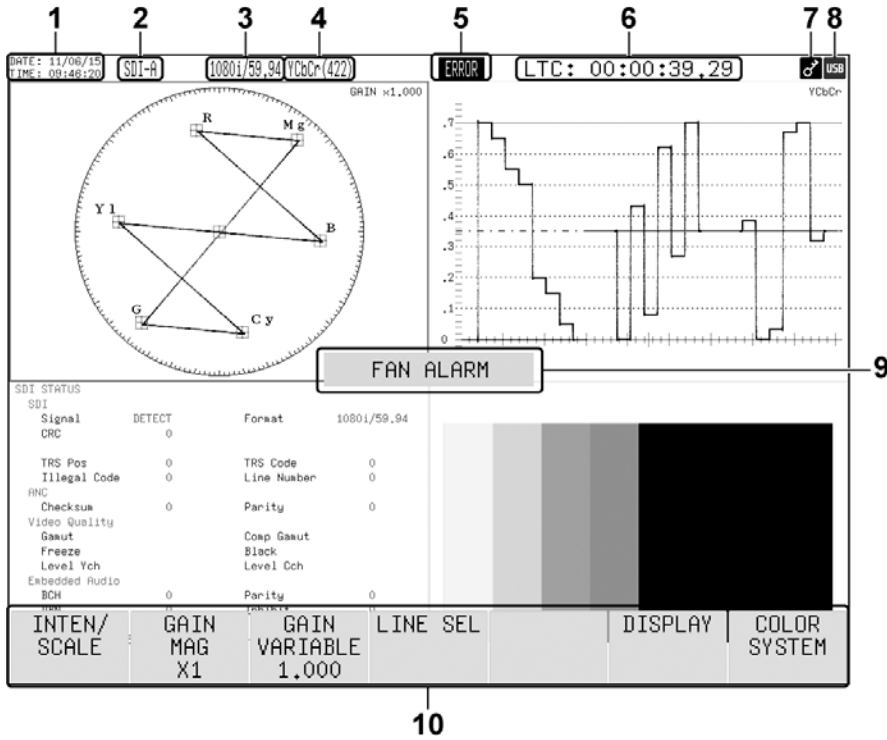 1 2 3 4 5 6 7 8
DATE: 11/06/15
TIME: 09:46:20
SDI-A 1080i/59.94 YCbCr(422) ERROR LTC: 00:00:39.29 USB
GAIN x1.000
YCbCr
R
Mg
Yl
B
G
Cy
.7
.6
.5
.4
.3
.2
.1
0
FAN ALARM
9
SDI STATUS
SDI
Signal DETECT Format 1080i/59.94
CRC 0
TRS Pos 0 TRS Code 0
Illegal Code 0 Line Number 0
ANC
Checksum 0 Parity 0
Video Quality
Gamut Comp Gamut
Freeze Black
Level Ych Level Cch
Embedded Audio
BCH 0 Parity 0
INTEN/
SCALE
GAIN
MAG
X1
GAIN
VARIABLE
1.000
LINE SEL
DISPLAY
COLOR
SYSTEM
10